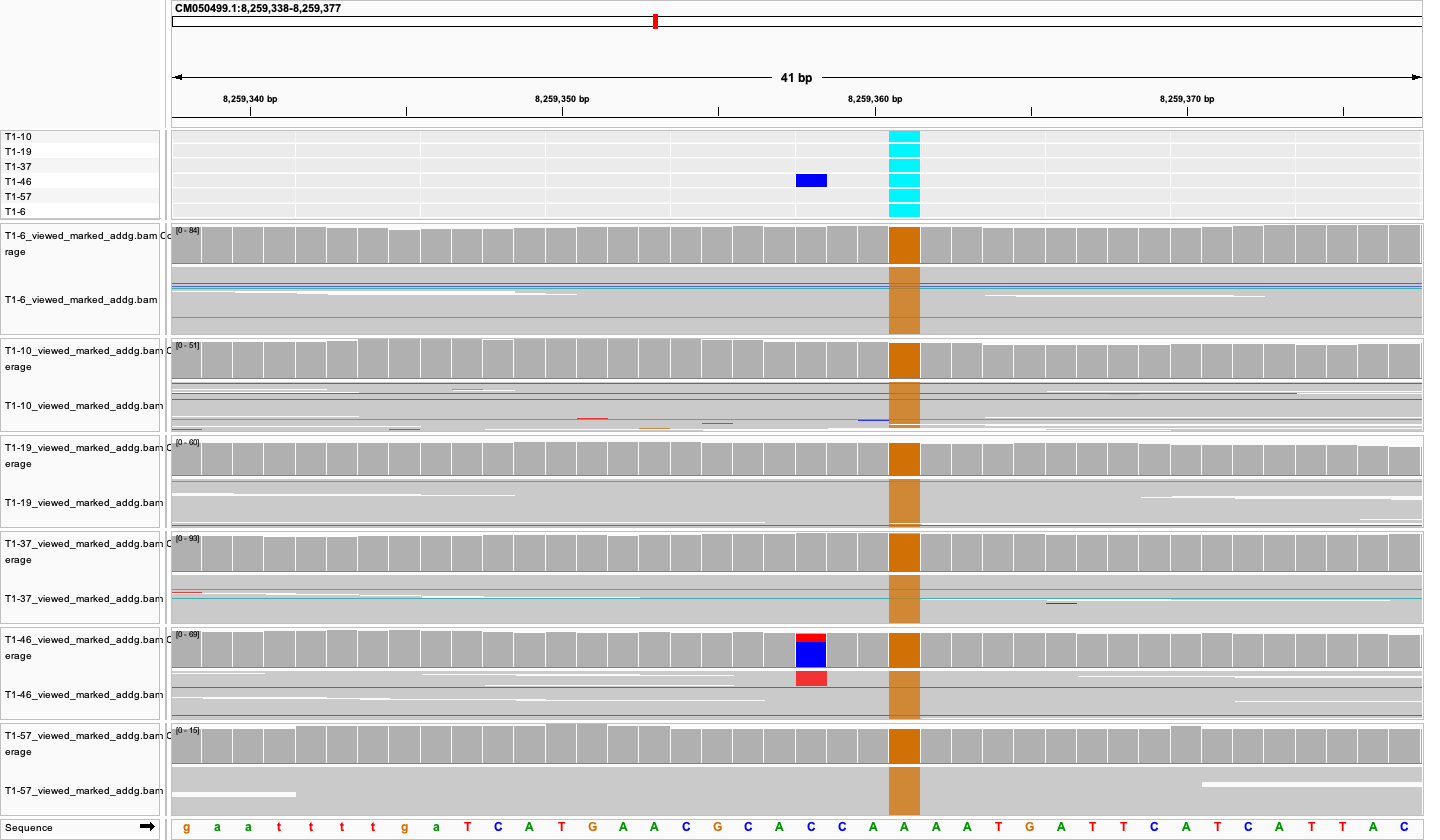 CM050499.1:8,259,338-8,259,377
41 bp
8,259,340 bp 8,259,350 bp 8,259,360 bp 8,259,370 bp
T1-10
T1-19
T1-37
T1-46
T1-57
T1-6
T1-6_viewed_marked_addg.bam Co [0 - 84]
rage
T1-6_viewed_marked_addg.bam
T1-10_viewed_marked_addg.bam C [0 - 51]
erage
T1-10_viewed_marked_addg.bam
T1-19_viewed_marked_addg.bam C [0 - 60]
erage
T1-19_viewed_marked_addg.bam
T1-37_viewed_marked_addg.bam C [0 - 93]
erage
T1-37_viewed_marked_addg.bam
T1-46_viewed_marked_addg.bam C [0 - 69]
erage
T1-46_viewed_marked_addg.bam
T1-57_viewed_marked_addg.bam C [0 - 15]
erage
T1-57_viewed_marked_addg.bam
Sequence g a a t t t t g a T C A T G A A C G C A C C A A A A T G A T T C A T C A T T A C